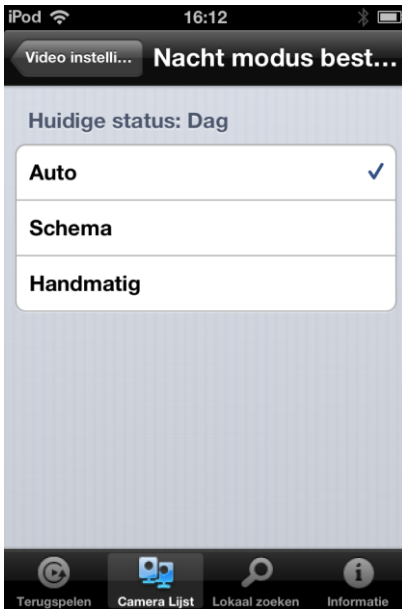 iPod 16:12
Video instelli... Nacht modus best...
Huidige status: Dag
Auto
Schema
Handmatig
Terugspelen Camera Lijst Lokaal zoeken Informatie